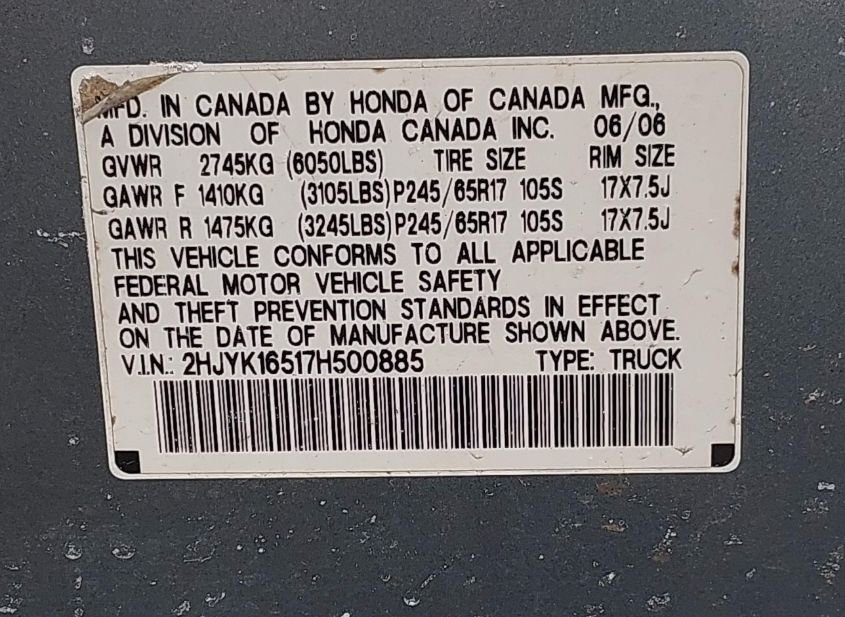 MFD. IN CANADA BY HONDA OF CANADA MFG.,
A DIVISION OF HONDA CANADA INC. 06/06
GVWR 2745KG (6050LBS) TIRE SIZE RIM SIZE
GAWR F 1410KG (3105LBS) P245/65R17 105S 17X7.5J
GAWR R 1475KG (3245LBS) P245/65R17 105S 17X7.5J
THIS VEHICLE CONFORMS TO ALL APPLICABLE
FEDERAL MOTOR VEHICLE SAFETY
AND THEFT PREVENTION STANDARDS IN EFFECT
ON THE DATE OF MANUFACTURE SHOWN ABOVE.
V.I.N.: 2HJYK16517H500885 TYPE: TRUCK